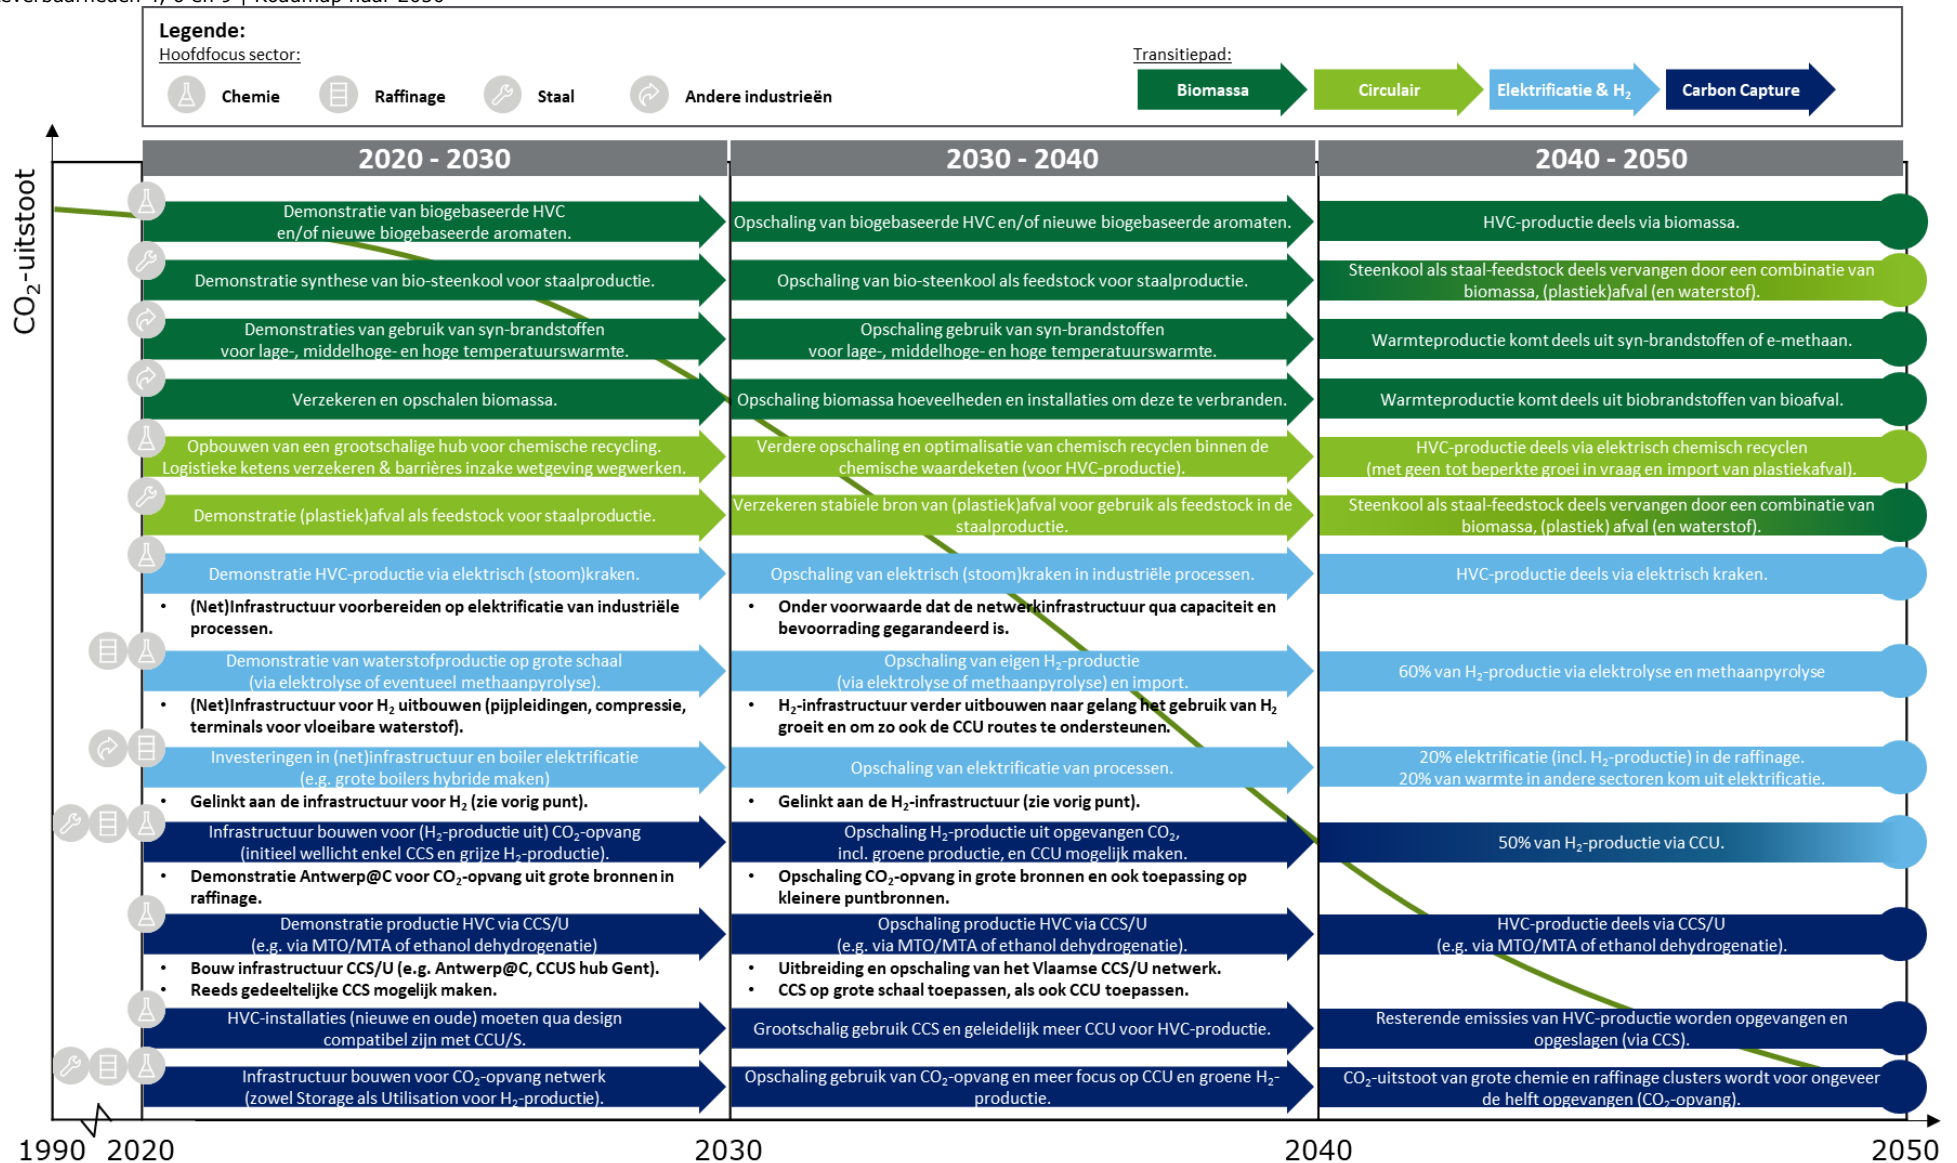 Roadmap naar 2050
Legende:
Hoofdfocus sector:
Transitiepad:
Chemie
Raffinage
Staal
Andere industrieën
Biomassa
Circulair
Elektrificatie & H₂
Carbon Capture
CO₂-uitstoot
2020 - 2030
2030 - 2040
2040 - 2050
Demonstratie van biogebaseerde HVC
en/of nieuwe biogebaseerde aromaten.
Opschaling van biogebaseerde HVC en/of nieuwe biogebaseerde aromaten.
HVC-productie deels via biomassa.
Demonstratie synthese van bio-steenkool voor staalproductie.
Opschaling van bio-steenkool als feedstock voor staalproductie.
Steenkool als staal-feedstock deels vervangen door een combinatie van
biomassa, (plastiek)afval (en waterstof).
Demonstraties van gebruik van syn-brandstoffen
voor lage-, middelhoge- en hoge temperatuurswarmte.
Opschaling gebruik van syn-brandstoffen
voor lage-, middelhoge- en hoge temperatuurswarmte.
Warmteproductie komt deels uit syn-brandstoffen of e-methaan.
Verzekeren en opschalen biomassa.
Opschaling biomassa hoeveelheden en installaties om deze te verbranden.
Warmteproductie komt deels uit biobrandstoffen van bioafval.
Opbouwen van een grootschalige hub voor chemische recycling.
Logistieke ketens verzekeren & barrières inzake wetgeving wegwerken.
Verdere opschaling en optimalisatie van chemisch recyclen binnen de
chemische waardeketen (voor HVC-productie).
HVC-productie deels via elektrisch chemisch recyclen
(met geen tot beperkte groei in vraag en import van plastiekafval).
Demonstratie (plastiek)afval als feedstock voor staalproductie.
Verzekeren stabiele bron van (plastiek)afval voor gebruik als feedstock in de
staalproductie.
Steenkool als staal-feedstock deels vervangen door een combinatie van
biomassa, (plastiek) afval (en waterstof).
Demonstratie HVC-productie via elektrisch (stoom)kraken.
Opschaling van elektrisch (stoom)kraken in industriële processen.
HVC-productie deels via elektrisch kraken.
• (Net)Infrastructuur voorbereiden op elektrificatie van industriële
processen.
• Onder voorwaarde dat de netwerkinfrastructuur qua capaciteit en
bevoorrading gegarandeerd is.
Demonstratie van waterstofproductie op grote schaal
(via elektrolyse of eventueel methaanpyrolyse).
Opschaling van eigen H₂-productie
(via elektrolyse of methaanpyrolyse) en import.
60% van H₂-productie via elektrolyse en methaanpyrolyse
• (Net)Infrastructuur voor H₂ uitbouwen (pijpleidingen, compressie,
terminals voor vloeibare waterstof).
• H₂-infrastructuur verder uitbouwen naar gelang het gebruik van H₂
groeit en om zo ook de CCU routes te ondersteunen.
Investeringen in (net)infrastructuur en boiler elektrificatie
(e.g. grote boilers hybride maken)
Opschaling van elektrificatie van processen.
20% elektrificatie (incl. H₂-productie) in de raffinage.
20% van warmte in andere sectoren kom uit elektrificatie.
• Gelinkt aan de infrastructuur voor H₂ (zie vorig punt).
• Gelinkt aan de H₂-infrastructuur (zie vorig punt).
Infrastructuur bouwen voor (H₂-productie uit) CO₂-opvang
(initieel wellicht enkel CCS en grijze H₂-productie).
Opschaling H₂-productie uit opgevangen CO₂,
incl. groene productie, en CCU mogelijk maken.
50% van H₂-productie via CCU.
• Demonstratie Antwerp@C voor CO₂-opvang uit grote bronnen in
raffinage.
• Opschaling CO₂-opvang in grote bronnen en ook toepassing op
kleinere puntbronnen.
Demonstratie productie HVC via CCS/U
(e.g. via MTO/MTA of ethanol dehydrogenatie)
Opschaling productie HVC via CCS/U
(e.g. via MTO/MTA of ethanol dehydrogenatie).
HVC-productie deels via CCS/U
(e.g. via MTO/MTA of ethanol dehydrogenatie).
• Bouw infrastructuur CCS/U (e.g. Antwerp@C, CCUS hub Gent).
• Reeds gedeeltelijke CCS mogelijk maken.
• Uitbreiding en opschaling van het Vlaamse CCS/U netwerk.
• CCS op grote schaal toepassen, als ook CCU toepassen.
HVC-installaties (nieuwe en oude) moeten qua design
compatibel zijn met CCU/S.
Grootschalig gebruik CCS en geleidelijk meer CCU voor HVC-productie.
Resterende emissies van HVC-productie worden opgevangen en
opgeslagen (via CCS).
Infrastructuur bouwen voor CO₂-opvang netwerk
(zowel Storage als Utilisation voor H₂-productie).
Opschaling gebruik van CO₂-opvang en meer focus op CCU en groene H₂-
productie.
CO₂-uitstoot van grote chemie en raffinage clusters wordt voor ongeveer
de helft opgevangen (CO₂-opvang).
1990 2020 2030 2040 2050